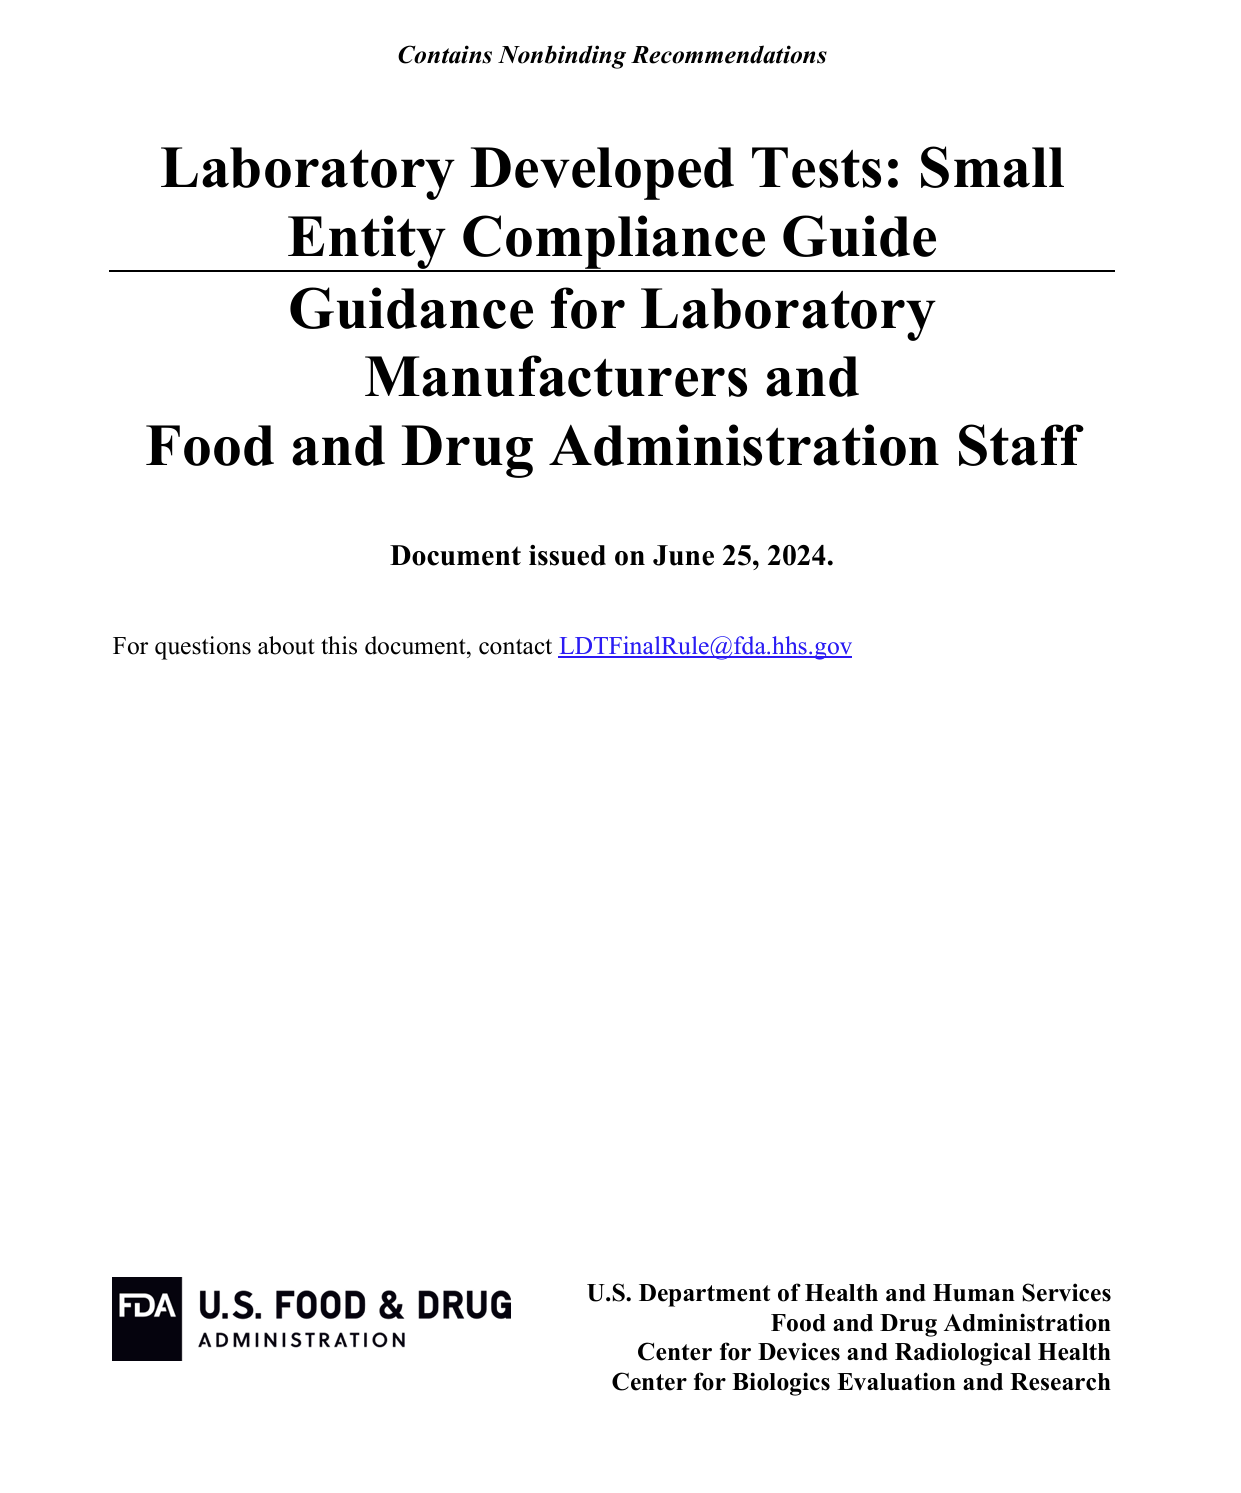 Contains Nonbinding Recommendations
Laboratory Developed Tests: Small
Entity Compliance Guide
Guidance for Laboratory
Manufacturers and
Food and Drug Administration Staff
Document issued on June 25, 2024.
For questions about this document, contact LDTFinalRule@fda.hhs.gov
FDA U.S. FOOD & DRUG
ADMINISTRATION
U.S. Department of Health and Human Services
Food and Drug Administration
Center for Devices and Radiological Health
Center for Biologics Evaluation and Research